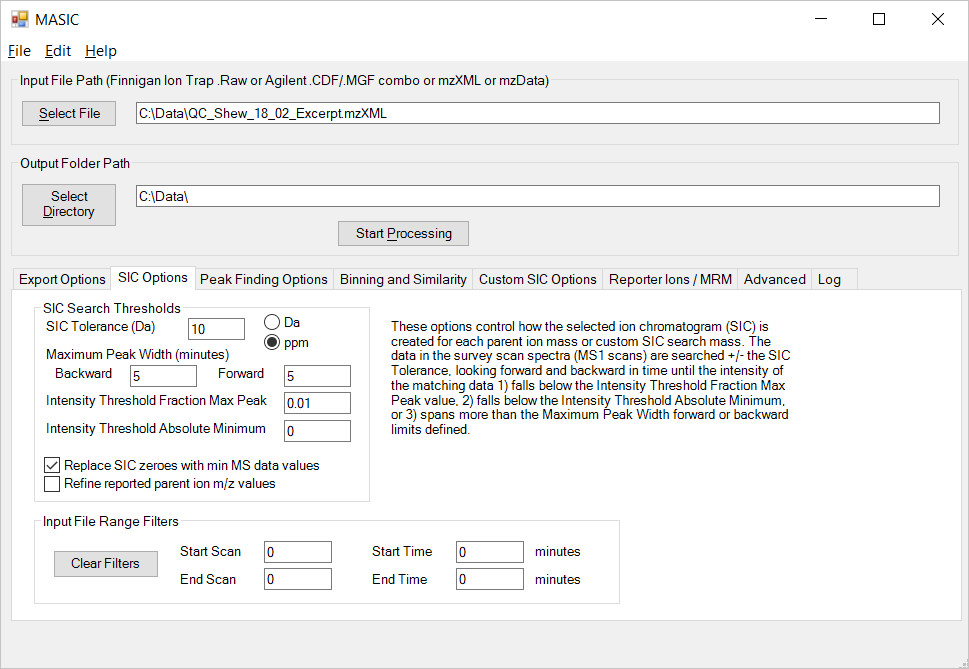 MASIC
File Edit Help
Input File Path (Finnigan Ion Trap .Raw or Agilent .CDF/.MGF combo or mzXML or mzData)
Select File C:\Data\QC_Shew_18_02_Excerpt.mzXML
Output Folder Path
Select
Directory
C:\Data\
Start Processing
Export Options SIC Options Peak Finding Options Binning and Similarity Custom SIC Options Reporter Ions / MRM Advanced Log
SIC Search Thresholds
SIC Tolerance (Da) 10 Da
ppm
Maximum Peak Width (minutes)
Backward 5 Forward 5
Intensity Threshold Fraction Max Peak 0.01
Intensity Threshold Absolute Minimum 0
Replace SIC zeroes with min MS data values
Refine reported parent ion m/z values
These options control how the selected ion chromatogram (SIC) is
created for each parent ion mass or custom SIC search mass. The
data in the survey scan spectra (MS1 scans) are searched +/- the SIC
Tolerance, looking forward and backward in time until the intensity of
the matching data 1) falls below the Intensity Threshold Fraction Max
Peak value, 2) falls below the Intensity Threshold Absolute Minimum,
or 3) spans more than the Maximum Peak Width forward or backward
limits defined.
Input File Range Filters
Clear Filters
Start Scan 0 Start Time 0 minutes
End Scan 0 End Time 0 minutes